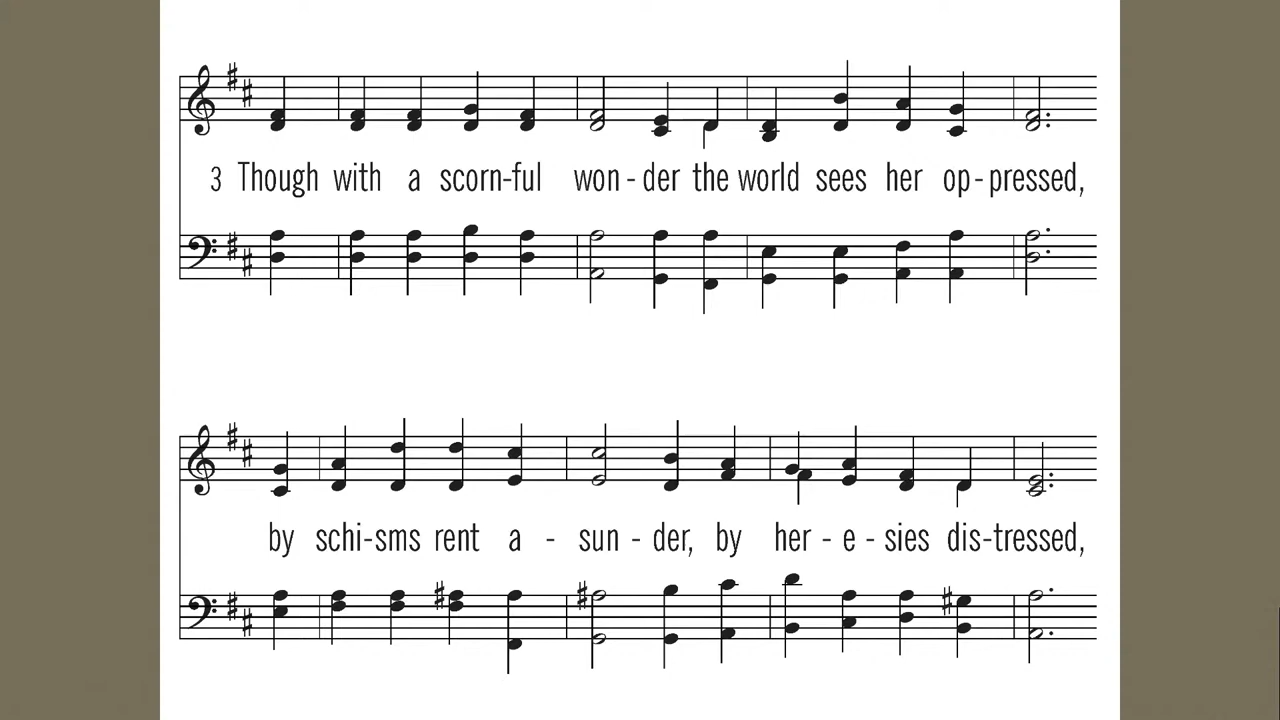 3 Though with a scorn-ful won - der the world sees her op - pressed,
by schi-sms rent a - sun - der, by her - e - sies dis-tressed,